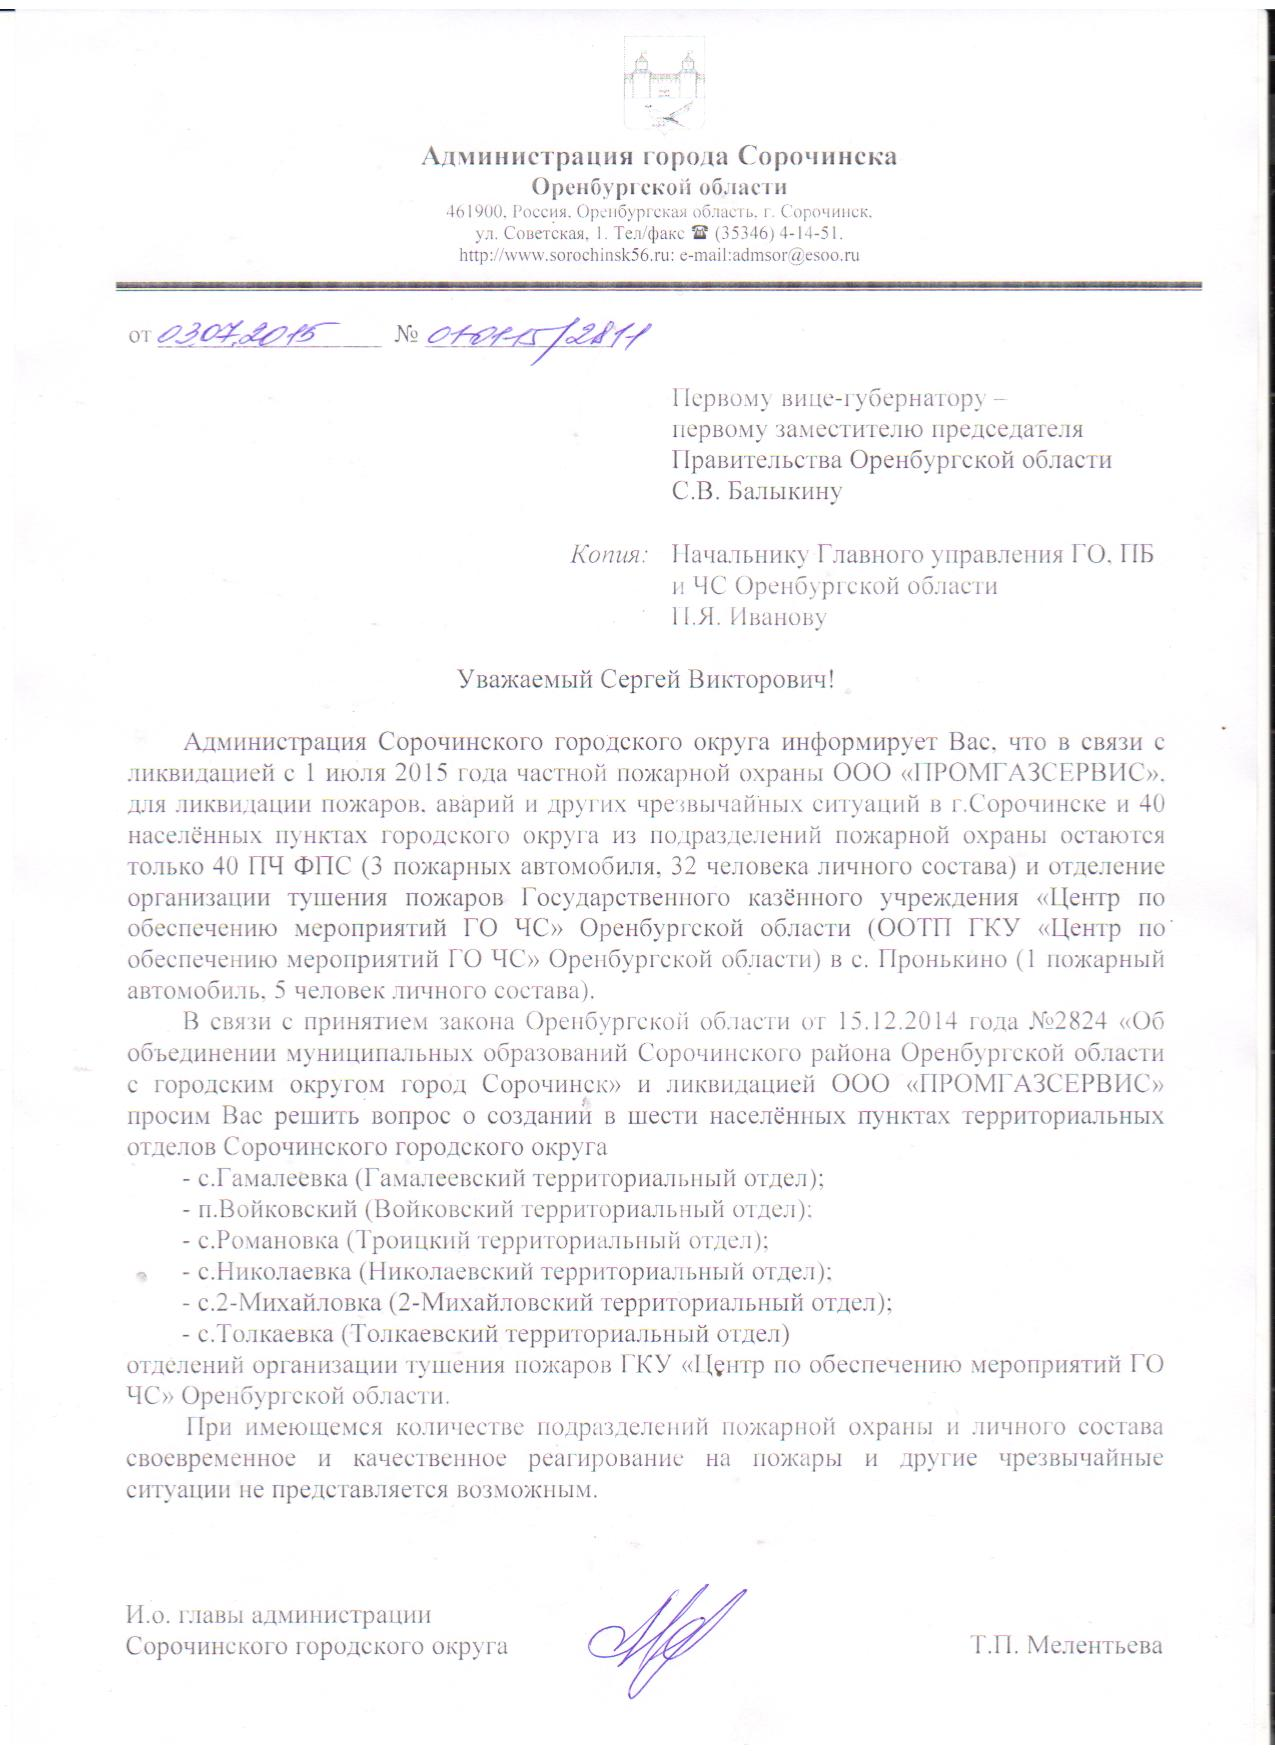 Администрация города Сорочинска
Оренбургской области
461900, Россия, Оренбургская область, г. Сорочинск,
ул. Советская, 1. Тел/факс ☎ (35346) 4-14-51.
http://www.sorochinsk56.ru: e-mail:admsor@esoo.ru
от 03.07.2015 № 01-01-15/2811
Первому вице-губернатору –
первому заместителю председателя
Правительства Оренбургской области
С.В. Балыкину
Копия: Начальнику Главного управления ГО, ПБ
и ЧС Оренбургской области
П.Я. Иванову
Уважаемый Сергей Викторович!
Администрация Сорочинского городского округа информирует Вас, что в связи с
ликвидацией с 1 июля 2015 года частной пожарной охраны ООО «ПРОМГАЗСЕРВИС»,
для ликвидации пожаров, аварий и других чрезвычайных ситуаций в г.Сорочинске и 40
населённых пунктах городского округа из подразделений пожарной охраны остаются
только 40 ПЧ ФПС (3 пожарных автомобиля, 32 человека личного состава) и отделение
организации тушения пожаров Государственного казённого учреждения «Центр по
обеспечению мероприятий ГО ЧС» Оренбургской области (ООТП ГКУ «Центр по
обеспечению мероприятий ГО ЧС» Оренбургской области) в с. Пронькино (1 пожарный
автомобиль, 5 человек личного состава).
В связи с принятием закона Оренбургской области от 15.12.2014 года №2824 «Об
объединении муниципальных образований Сорочинского района Оренбургской области
с городским округом город Сорочинск» и ликвидацией ООО «ПРОМГАЗСЕРВИС»
просим Вас решить вопрос о создании в шести населённых пунктах территориальных
отделов Сорочинского городского округа
- с.Гамалеевка (Гамалеевский территориальный отдел);
- п.Войковский (Войковский территориальный отдел);
- с.Романовка (Троицкий территориальный отдел);
- с.Николаевка (Николаевский территориальный отдел);
- с.2-Михайловка (2-Михайловский территориальный отдел);
- с.Толкаевка (Толкаевский территориальный отдел)
отделений организации тушения пожаров ГКУ «Центр по обеспечению мероприятий ГО
ЧС» Оренбургской области.
При имеющемся количестве подразделений пожарной охраны и личного состава
своевременное и качественное реагирование на пожары и другие чрезвычайные
ситуации не представляется возможным.
И.о. главы администрации
Сорочинского городского округа Т.П. Мелентьева